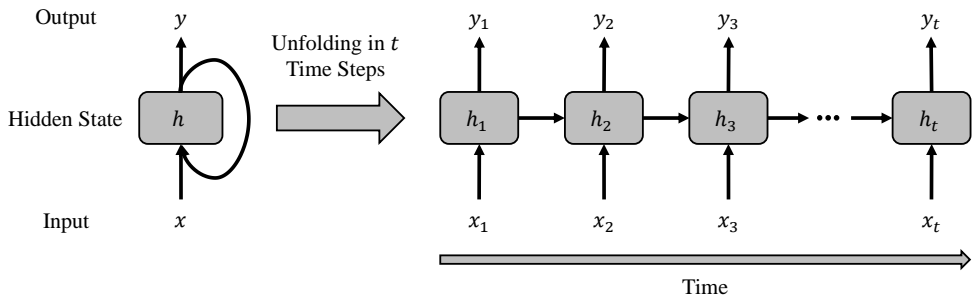 Output
y
y₁
y₂
y₃
yₜ
Unfolding in t
Time Steps
Hidden State
h
h₁
h₂
h₃
•••
hₜ
Input
x
x₁
x₂
x₃
xₜ
Time